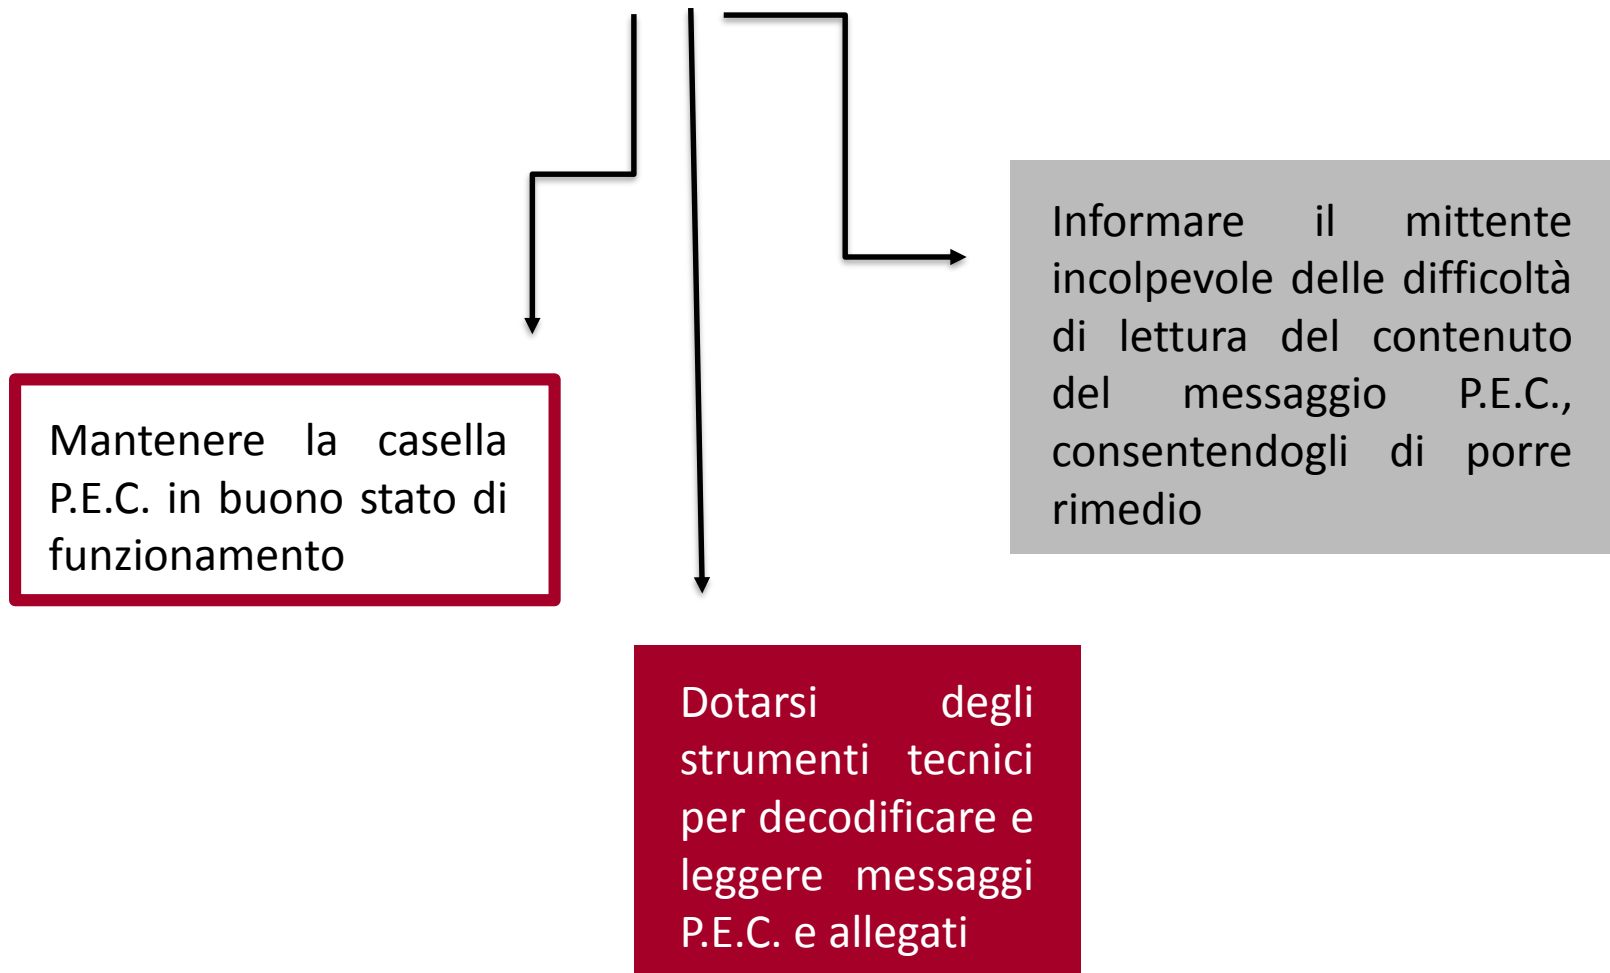 Mantenere la casella
P.E.C. in buono stato di
funzionamento
Dotarsi degli
strumenti tecnici
per decodificare e
leggere messaggi
P.E.C. e allegati
Informare il mittente
incolpevole delle difficoltà
di lettura del contenuto
del messaggio P.E.C.,
consentendogli di porre
rimedio